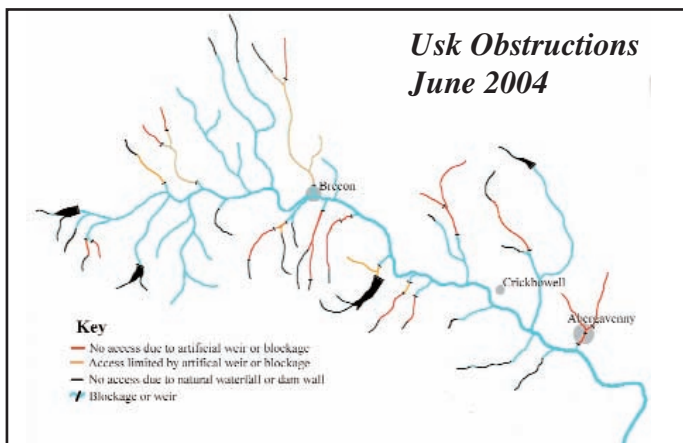 Usk Obstructions
June 2004
Brecon
Crickhowell
Abergavenny
Key
No access due to artificial weir or blockage
Access limited by artifical weir or blockage
No access due to natural waterfall or dam wall
Blockage or weir